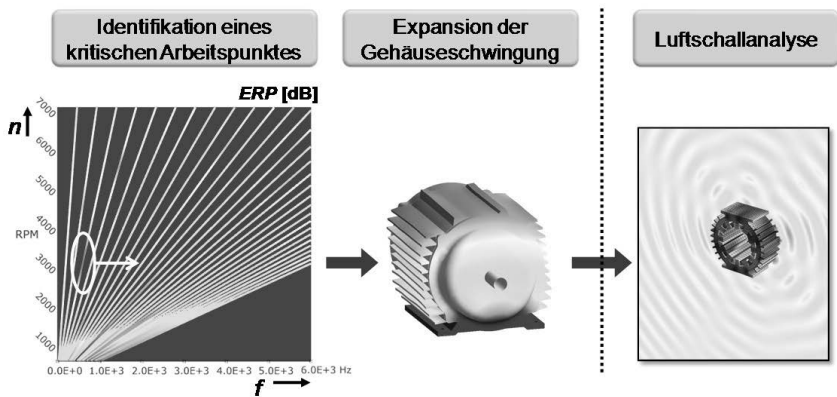 Identifikation eines
kritischen Arbeitspunktes
Expansion der
Gehäuseschwingung
Luftschallanalyse
ERP [dB]
n
7000
6000
5000
4000
RPM
3000
2000
1000
0.0E+0 1.0E+3 2.0E+3 3.0E+3 4.0E+3 5.0E+3 6.0E+3 Hz
f